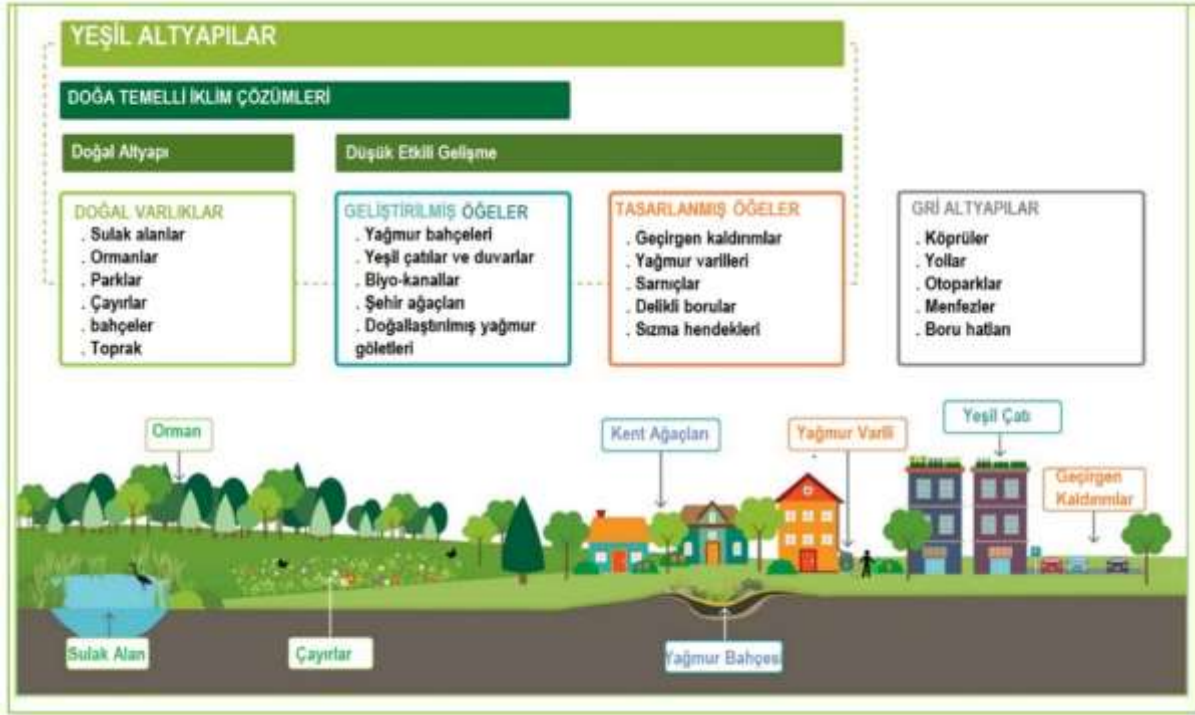 YEŞİL ALTYAPILAR
DOĞA TEMELLİ İKLİM ÇÖZÜMLERİ
Doğal Altyapı
Düşük Etkili Gelişme
DOĞAL VARLIKLAR
. Sulak alanlar
. Ormanlar
. Parklar
. Çayırlar
. bahçeler
. Toprak
GELİŞTİRİLMİŞ ÖĞELER
. Yağmur bahçeleri
. Yeşil çatılar ve duvarlar
. Biyo-kanallar
. Şehir ağaçları
. Doğallaştırılmış yağmur
göletleri
TASARLANMIŞ ÖĞELER
. Geçirgen kaldırımlar
. Yağmur varilleri
. Sarnıçlar
. Delikli borular
. Sızma hendekleri
GRİ ALTYAPILAR
. Köprüler
. Yollar
. Otoparklar
. Menfezler
. Boru hatları
Orman
Kent Ağaçları
Yağmur Varili
Yeşil Çatı
Geçirgen
Kaldırımlar
Sulak Alan
Çayırlar
Yağmur Bahçesi